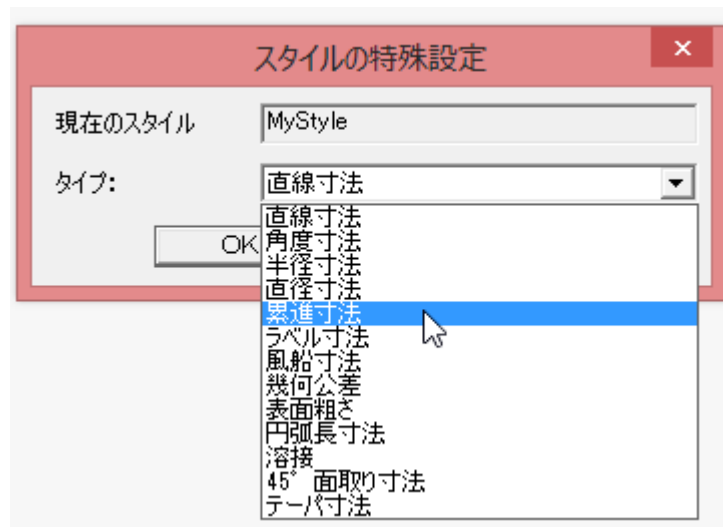 スタイルの特殊設定
現在のスタイル MyStyle
タイプ: 直線寸法
OK
直線寸法
角度寸法
半径寸法
直径寸法
累進寸法
ラベル寸法
風船寸法
幾何公差
表面粗さ
円弧長寸法
溶接
45°面取り寸法
テーパ寸法